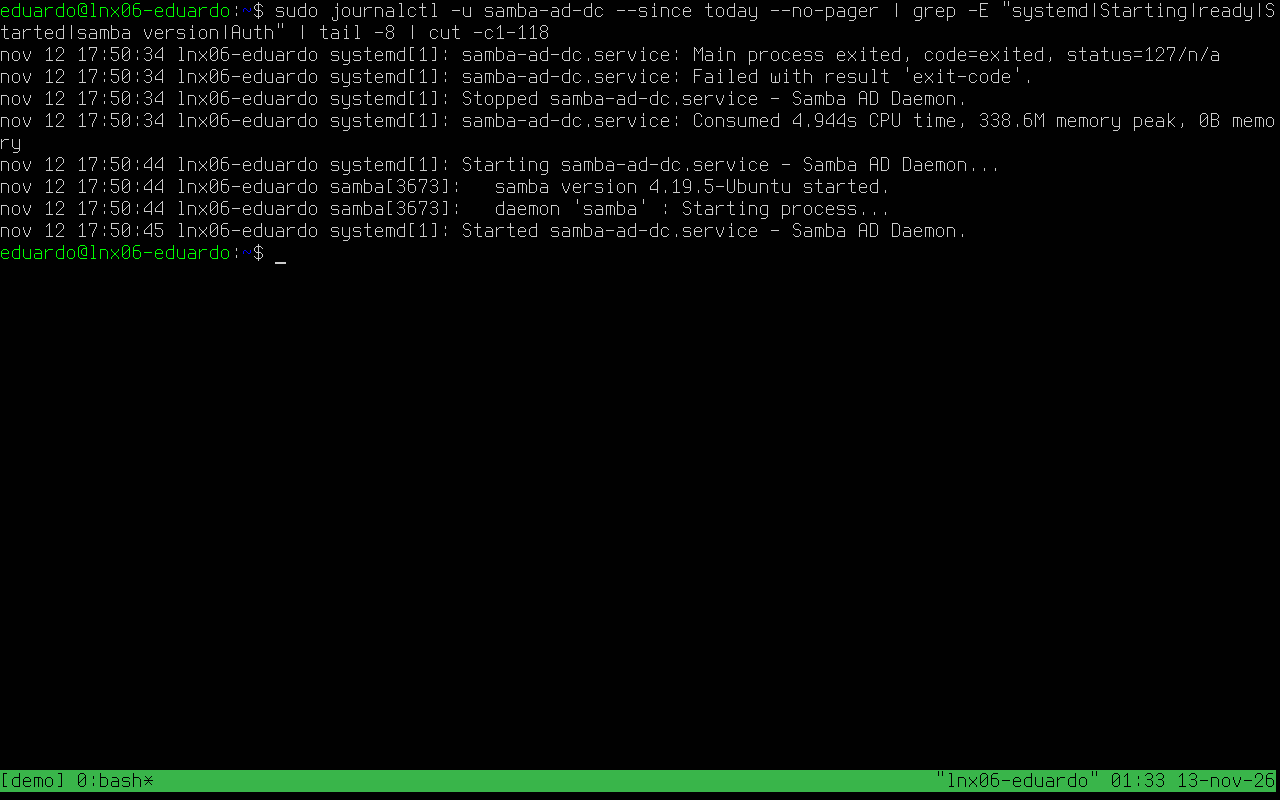 eduardo@lnx06-eduardo:~$ sudo journalctl -u samba-ad-dc --since today --no-pager | grep -E "systemd|Starting|ready|S
tarted|samba version|Auth" | tail -8 | cut -c1-118
nov 12 17:50:34 lnx06-eduardo systemd[1]: samba-ad-dc.service: Main process exited, code=exited, status=127/n/a
nov 12 17:50:34 lnx06-eduardo systemd[1]: samba-ad-dc.service: Failed with result 'exit-code'.
nov 12 17:50:34 lnx06-eduardo systemd[1]: Stopped samba-ad-dc.service - Samba AD Daemon.
nov 12 17:50:34 lnx06-eduardo systemd[1]: samba-ad-dc.service: Consumed 4.944s CPU time, 338.6M memory peak, 0B memo
ry
nov 12 17:50:44 lnx06-eduardo systemd[1]: Starting samba-ad-dc.service - Samba AD Daemon...
nov 12 17:50:44 lnx06-eduardo samba[3673]:   samba version 4.19.5-Ubuntu started.
nov 12 17:50:44 lnx06-eduardo samba[3673]:   daemon 'samba' : Starting process...
nov 12 17:50:45 lnx06-eduardo systemd[1]: Started samba-ad-dc.service - Samba AD Daemon.
eduardo@lnx06-eduardo:~$ _
[demo] 0:bash* "lnx06-eduardo" 01:33 13-nov-26